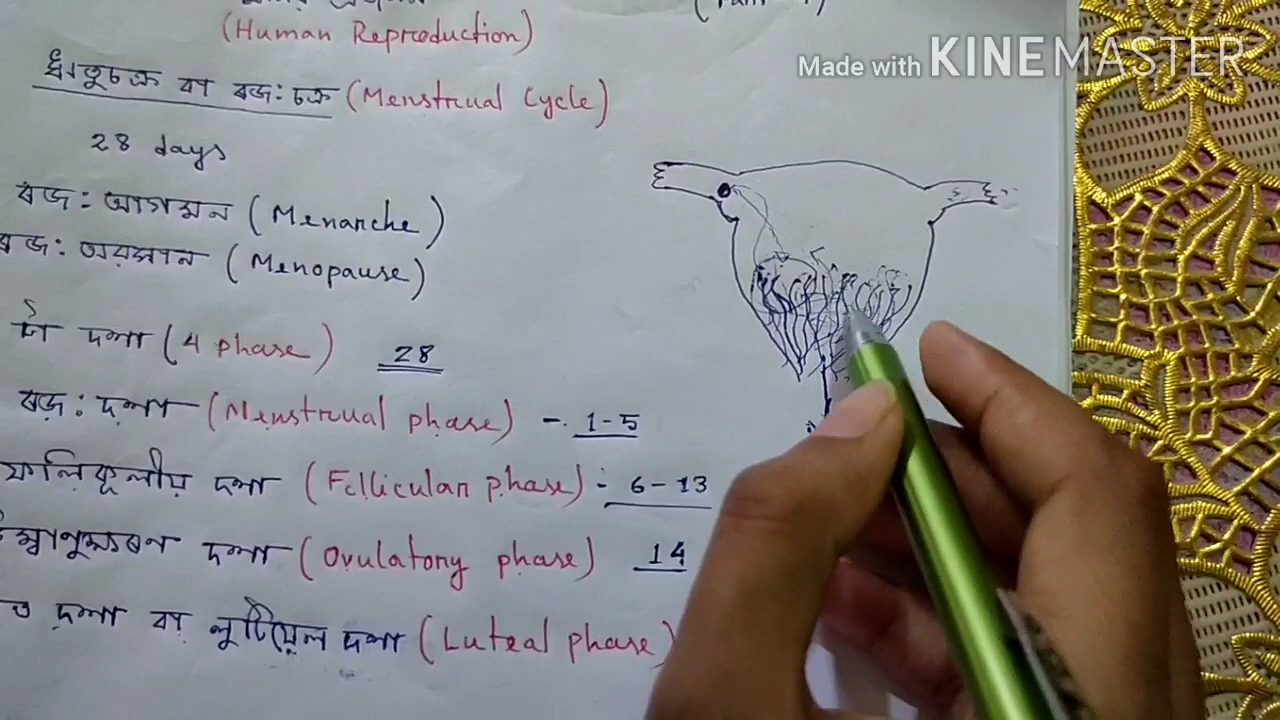 (Human Reproduction)
Made with KINEMASTER
ঋতুচক্ৰ বা ৰজঃচক্ৰ (Menstrual Cycle)
28 days
ৰজঃ আগমন (Menarche)
ৰজঃ অৱসান (Menopause)
টা দশা (4 phase) 28
ৰজঃ দশা (Menstrual phase) - 1-5
ফলিকুলীয় দশা (Follicular phase) - 6-13
দশা (Ovulatory phase) 14
দশা বা লুটিয়েল দশা (Luteal phase)